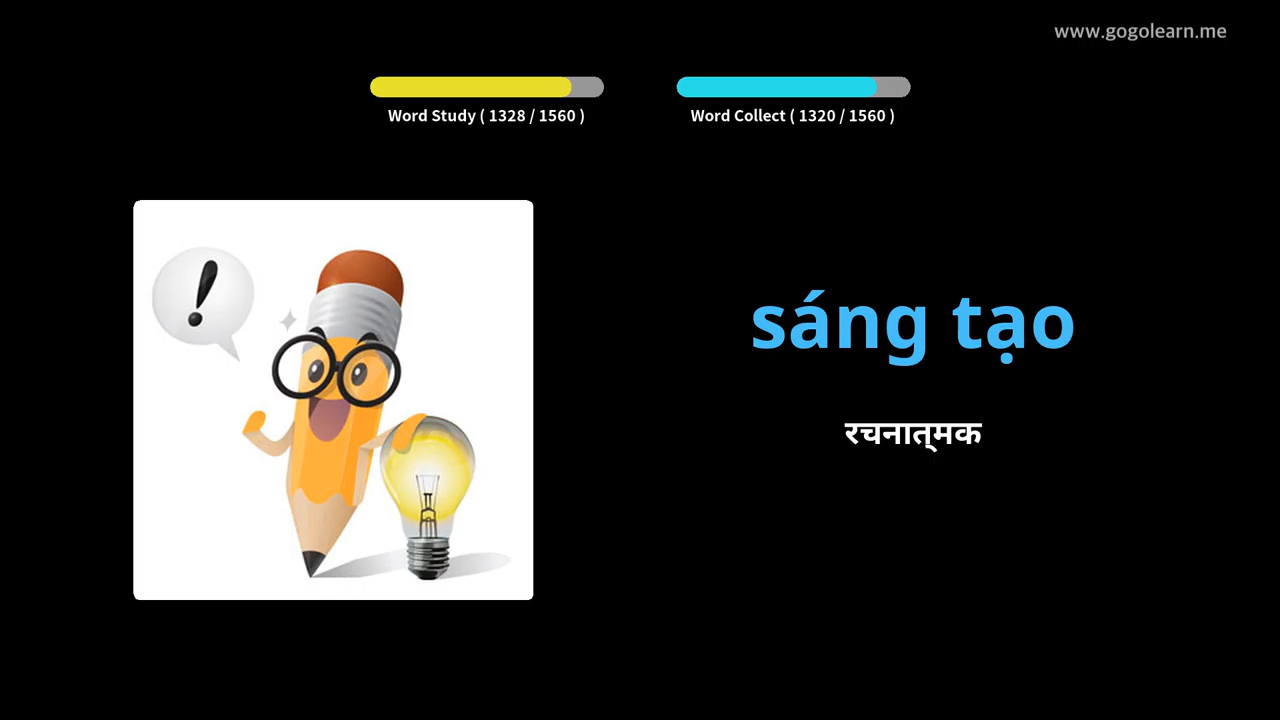 www.gogolearn.me
Word Study ( 1328 / 1560 )
Word Collect ( 1320 / 1560 )
!
sáng tạo
रचनात्मक